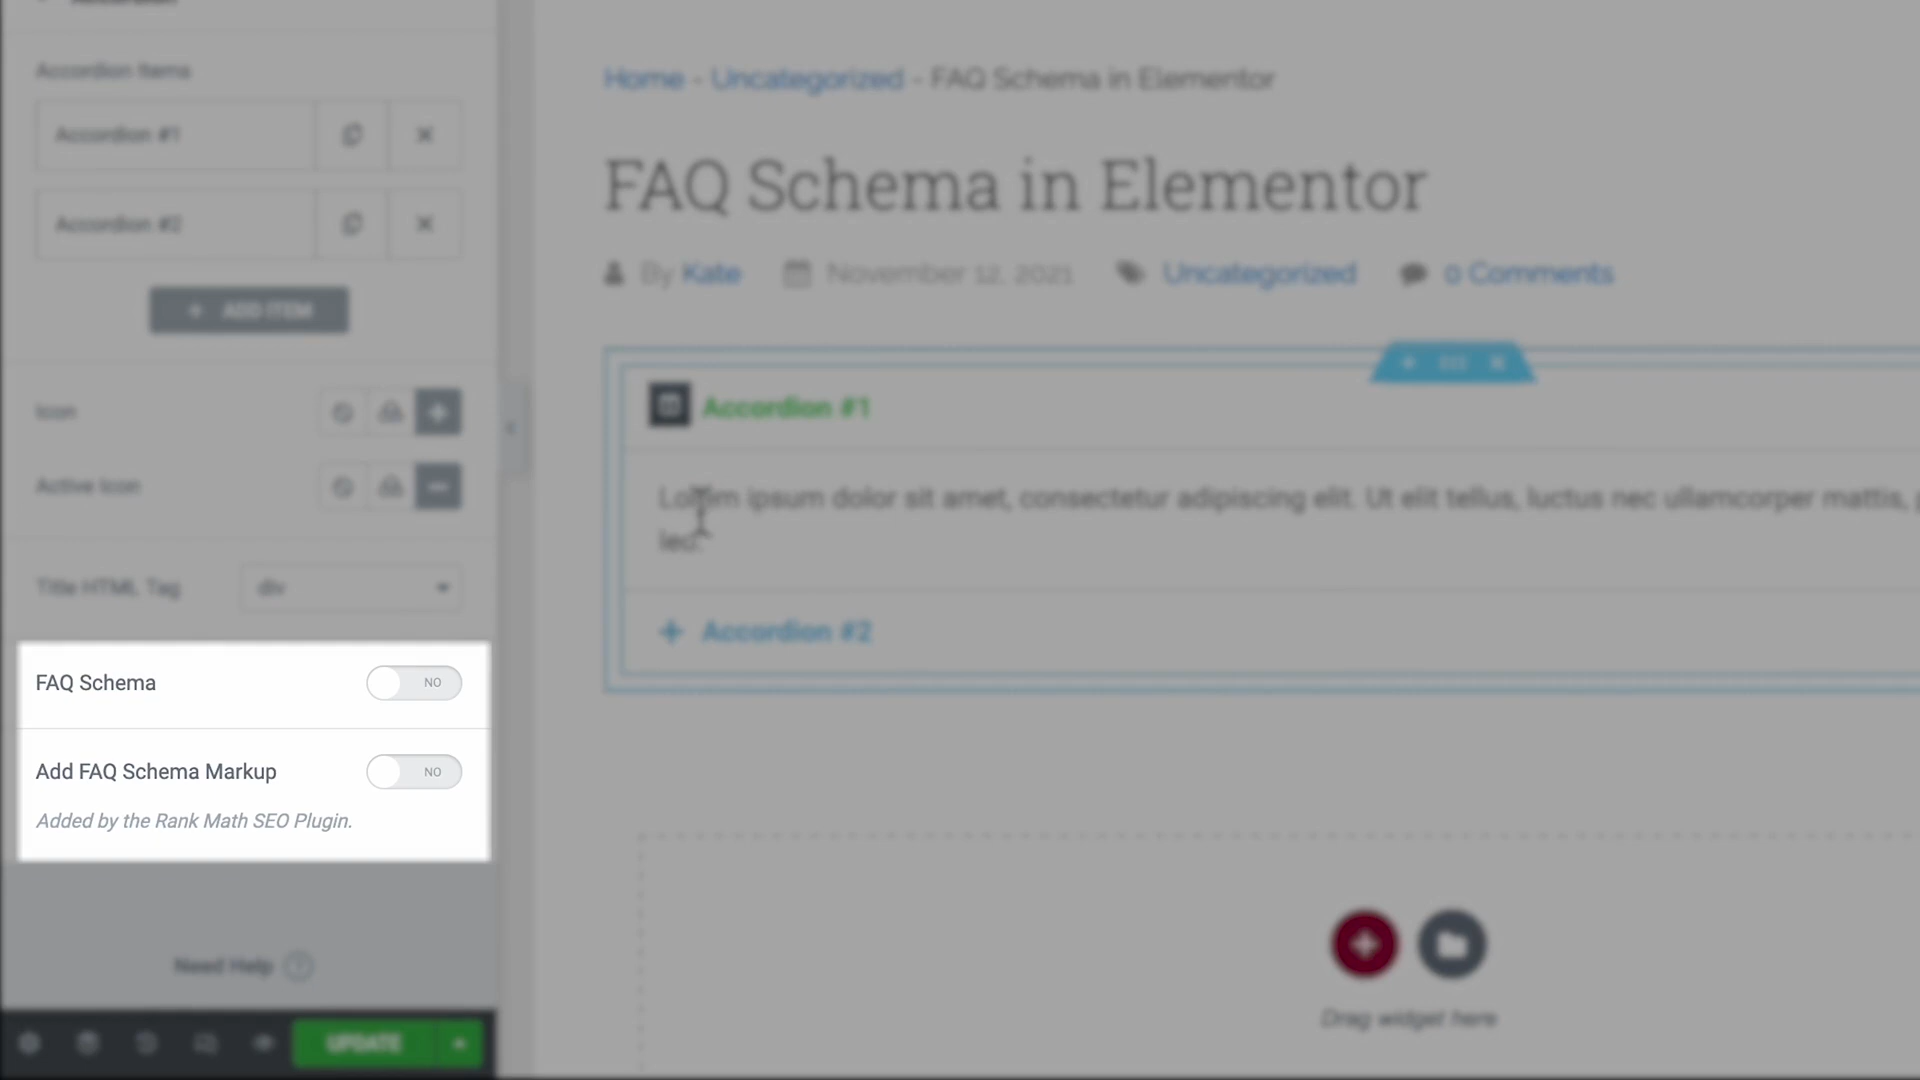 Accordion
Accordion Items
Accordion #1
Accordion #2
+ ADD ITEM
Icon
Active Icon
Title HTML Tag
div
FAQ Schema
NO
Add FAQ Schema Markup
NO
Added by the Rank Math SEO Plugin.
Need Help ?
UPDATE
Home - Uncategorized - FAQ Schema in Elementor
FAQ Schema in Elementor
By Kate November 12, 2021 Uncategorized 0 Comments
Accordion #1
Lorem ipsum dolor sit amet, consectetur adipiscing elit. Ut elit tellus, luctus nec ullamcorper mattis, p
leo.
+ Accordion #2
Drag widget here